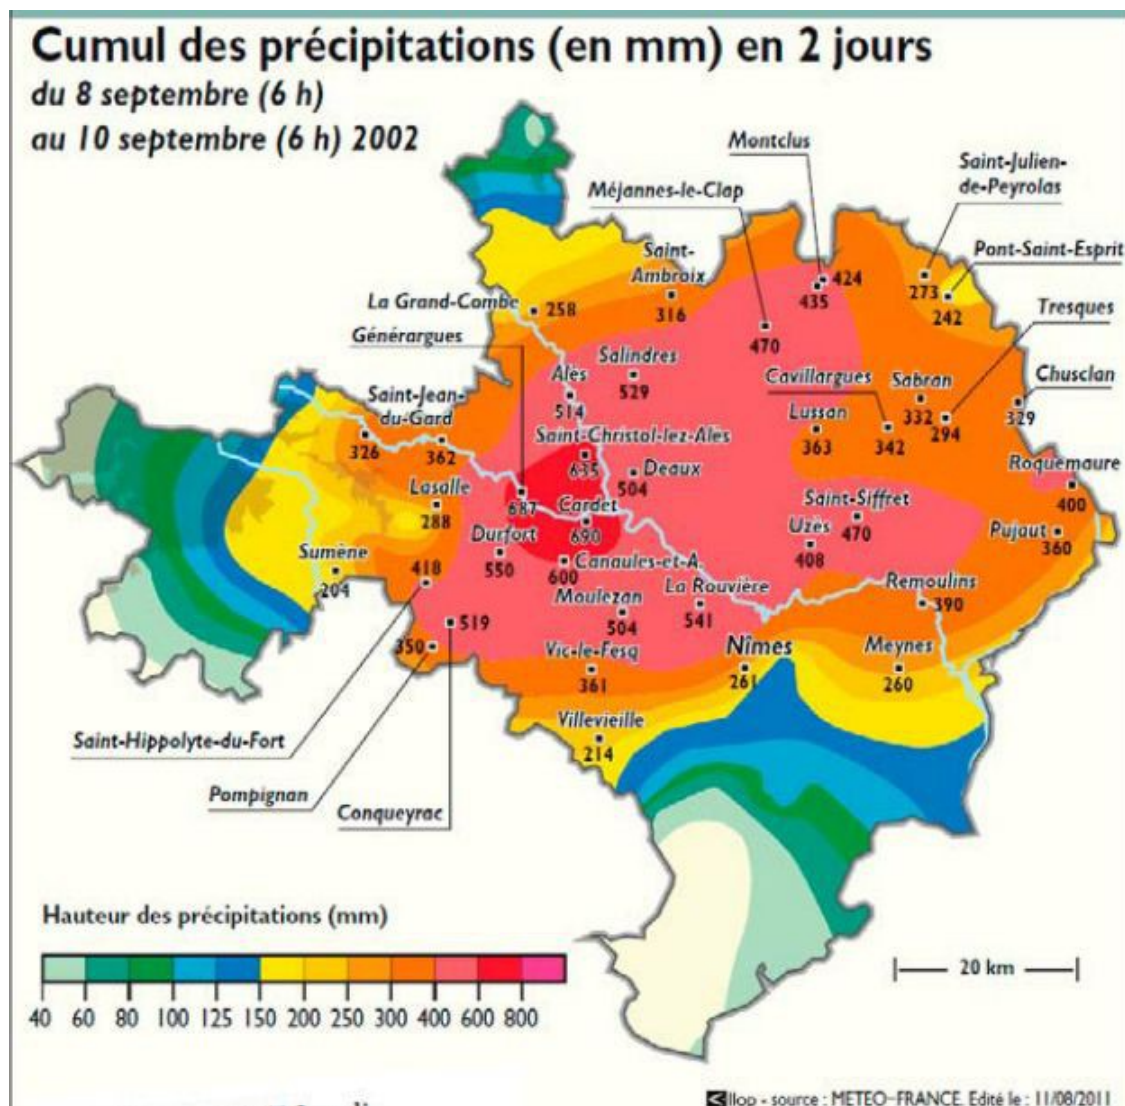 Cumul des précipitations (en mm) en 2 jours
du 8 septembre (6 h)
au 10 septembre (6 h) 2002
Montclus
Saint-Julien-
de-Peyrolas
Méjannes-le-Clap
Pont-Saint-Esprit
Saint-
Ambroix
424
435
273
242
La Grand-Combe
258
316
Tresques
Générargues
470
Salindres
529
Alès
514
Cavillargues
Sabran
332
Chusclan
329
Saint-Jean-
du-Gard
Lussan
363
342
294
326
362
Saint-Christol-lez-Alès
635
Deaux
504
Roquemaure
400
Lasalle
288
687
Cardet
690
Saint-Siffret
470
Uzès
408
Pujaut
360
Durfort
550
Sumène
204
418
600
Canaules-et-A.
La Rouvière
541
Remoulins
390
Moulezan
504
519
350
Vic-le-Fesq
361
Nîmes
261
Meynes
260
Villevieille
214
Saint-Hippolyte-du-Fort
Pompignan
Conqueyrac
Hauteur des précipitations (mm)
40 60 80 100 125 150 200 250 300 400 600 800
20 km
llop - source : METEO-FRANCE. Edité le : 11/08/2011